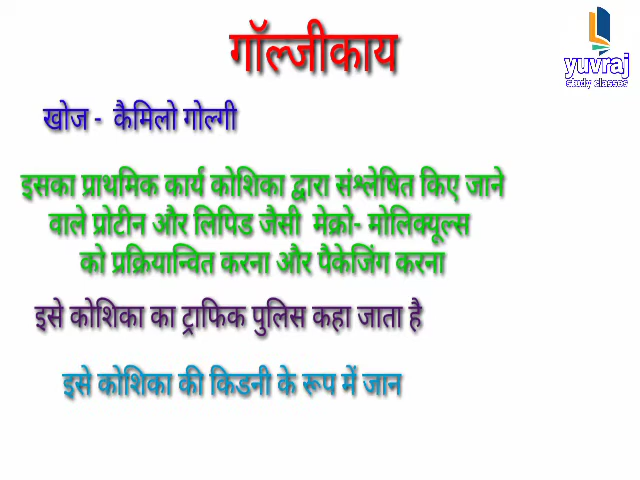 गॉल्जीकाय
yuvraj
study classes
खोज - कैमिलो गोल्गी
इसका प्राथमिक कार्य कोशिका द्वारा संश्लेषित किए जाने
वाले प्रोटीन और लिपिड जैसी मेक्रो- मोलिक्यूल्स
को प्रक्रियान्वित करना और पैकेजिंग करना
इसे कोशिका का ट्राफिक पुलिस कहा जाता है
इसे कोशिका की किडनी के रूप में जान